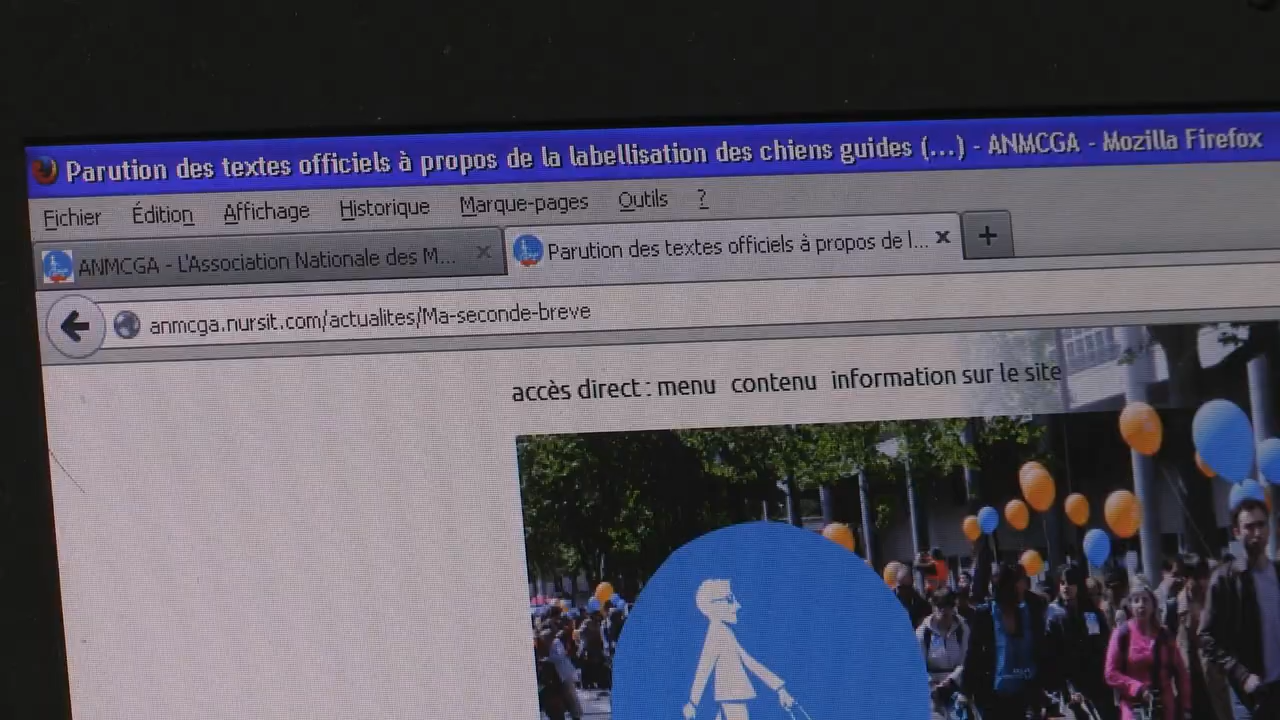 Parution des textes officiels à propos de la labellisation des chiens guides (...) - ANMCGA - Mozilla Firefox
Fichier Édition Affichage Historique Marque-pages Outils ?
ANMCGA - L'Association Nationale des M... Parution des textes officiels à propos de l...
anmcga.nursit.com/actualites/Ma-seconde-breve
accès direct : menu contenu information sur le site